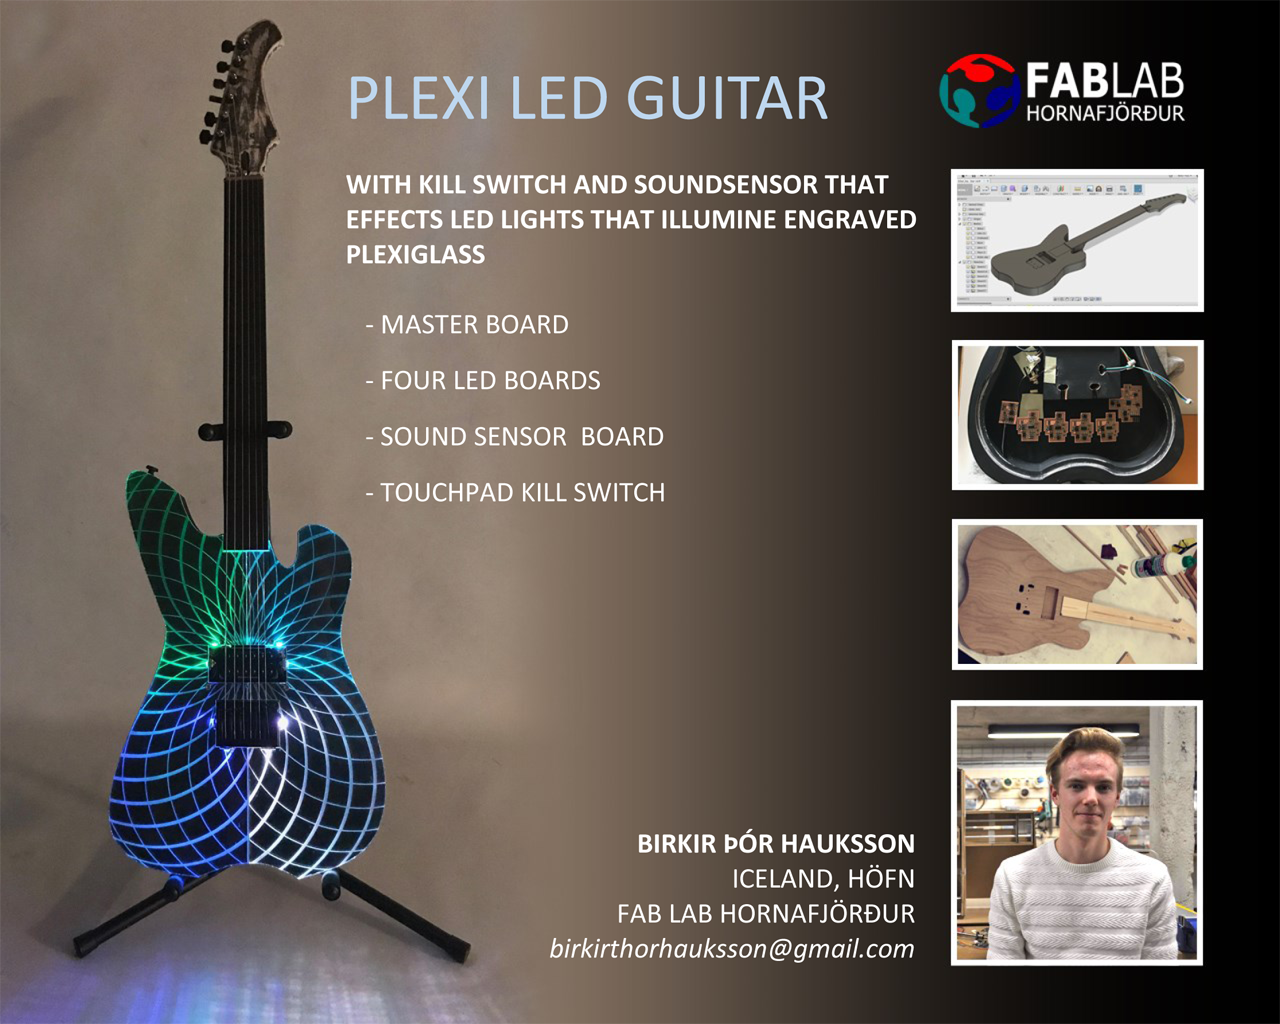 PLEXI LED GUITAR
FABLAB
HORNAFJÖRÐUR
WITH KILL SWITCH AND SOUNDSENSOR THAT
EFFECTS LED LIGHTS THAT ILLUMINE ENGRAVED
PLEXIGLASS
- MASTER BOARD
- FOUR LED BOARDS
- SOUND SENSOR  BOARD
- TOUCHPAD KILL SWITCH
BIRKIR ÞÓR HAUKSSON
ICELAND, HÖFN
FAB LAB HORNAFJÖRÐUR
birkirthorhauksson@gmail.com